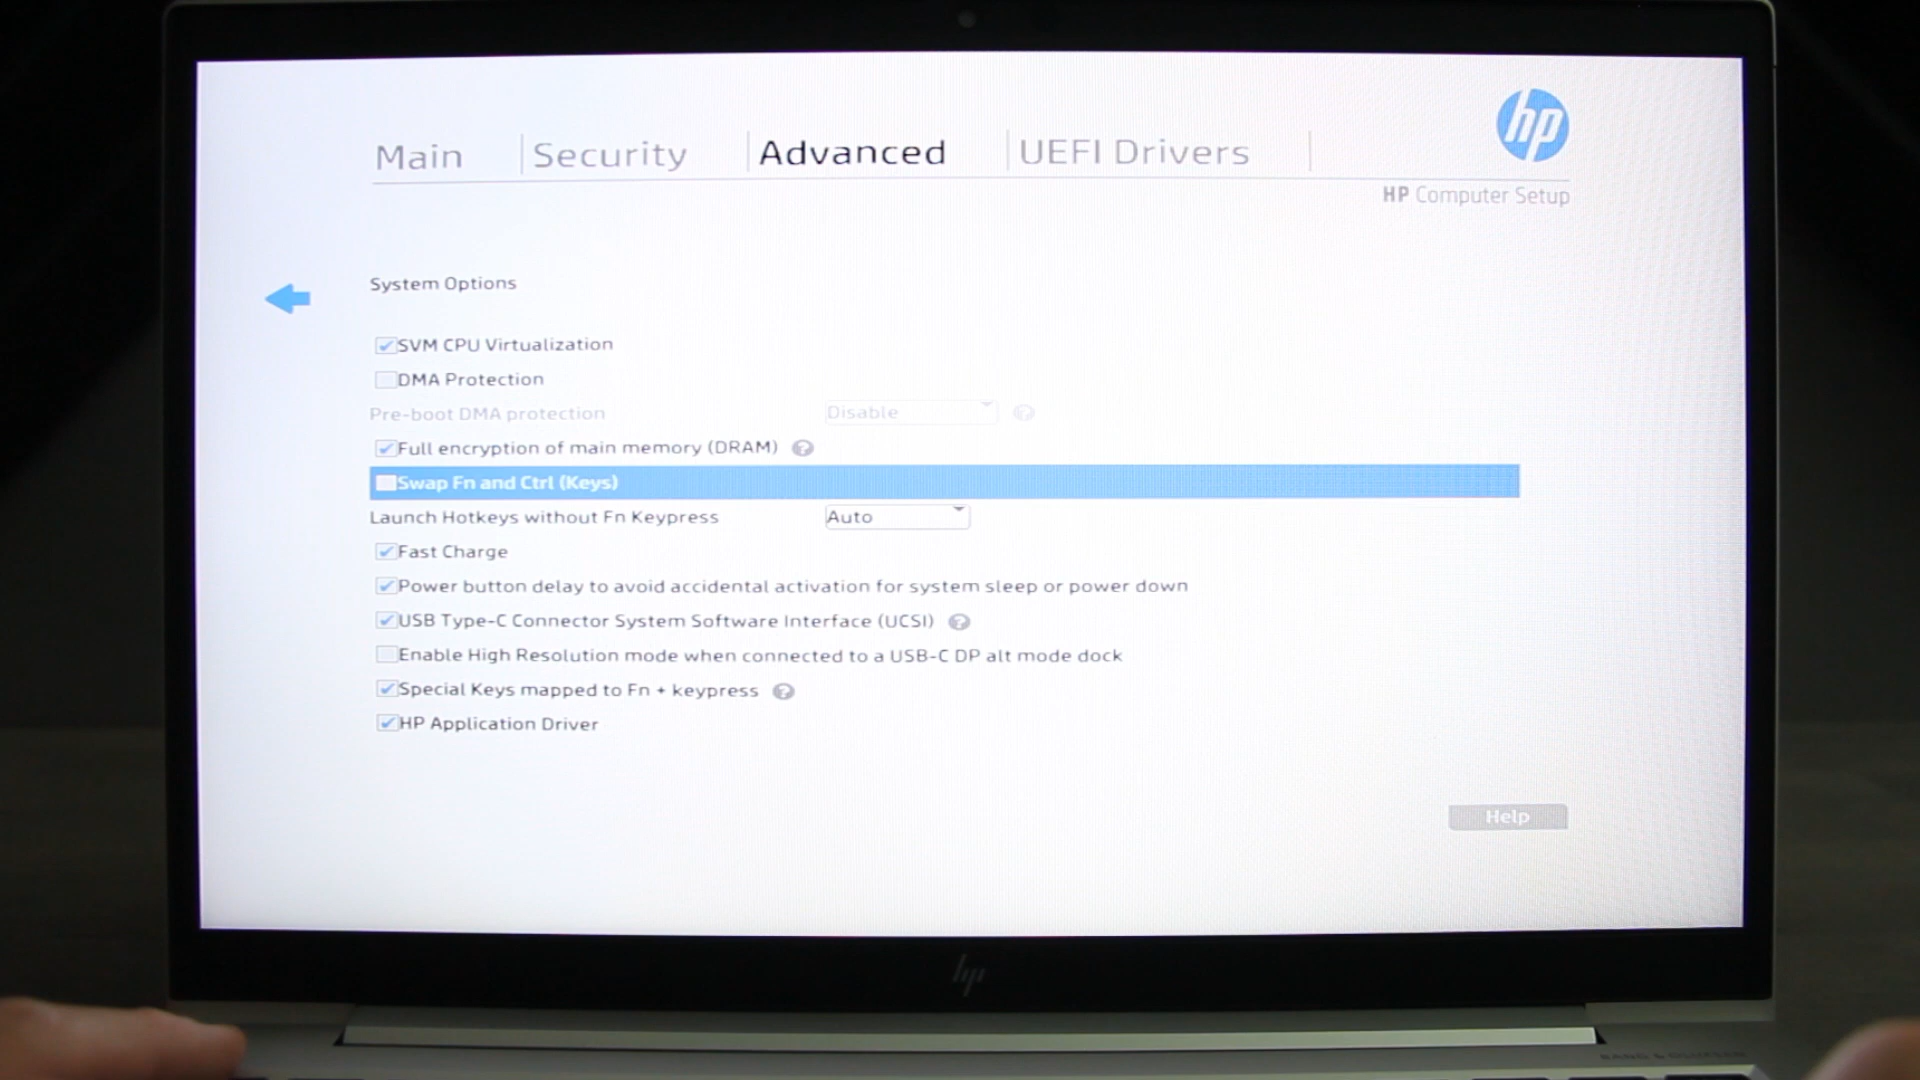 Main Security Advanced UEFI Drivers
hp
HP Computer Setup
System Options
SVM CPU Virtualization
DMA Protection
Pre-boot DMA protection Disable ?
Full encryption of main memory (DRAM) ?
Swap Fn and Ctrl (Keys)
Launch Hotkeys without Fn Keypress Auto
Fast Charge
Power button delay to avoid accidental activation for system sleep or power down
USB Type-C Connector System Software Interface (UCSI) ?
Enable High Resolution mode when connected to a USB-C DP alt mode dock
Special Keys mapped to Fn + keypress ?
HP Application Driver
Help
hp
BANG & OLUFSEN